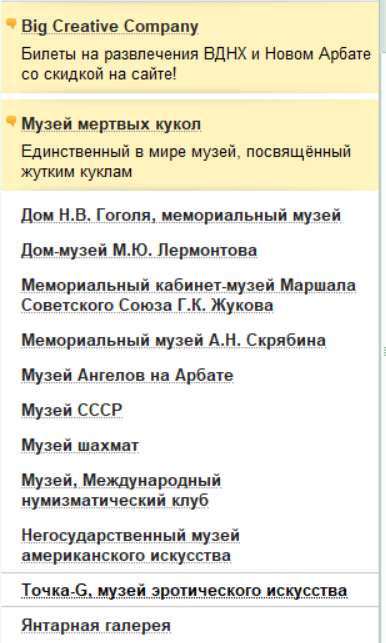 Big Creative Company
Билеты на развлечения ВДНХ и Новом Арбате
со скидкой на сайте!
Музей мертвых кукол
Единственный в мире музей, посвящённый
жутким куклам
Дом Н.В. Гоголя, мемориальный музей
Дом-музей М.Ю. Лермонтова
Мемориальный кабинет-музей Маршала
Советского Союза Г.К. Жукова
Мемориальный музей А.Н. Скрябина
Музей Ангелов на Арбате
Музей СССР
Музей шахмат
Музей, Международный
нумизматический клуб
Негосударственный музей
американского искусства
Точка-G, музей эротического искусства
Янтарная галерея